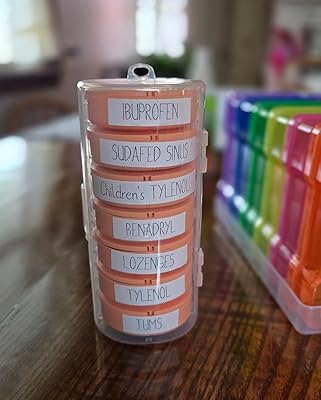 IBUPROFEN
SUDAFED SINUS
Children's TYLENOL
BENADRYL
LOZENGES
TYLENOL
TUMS